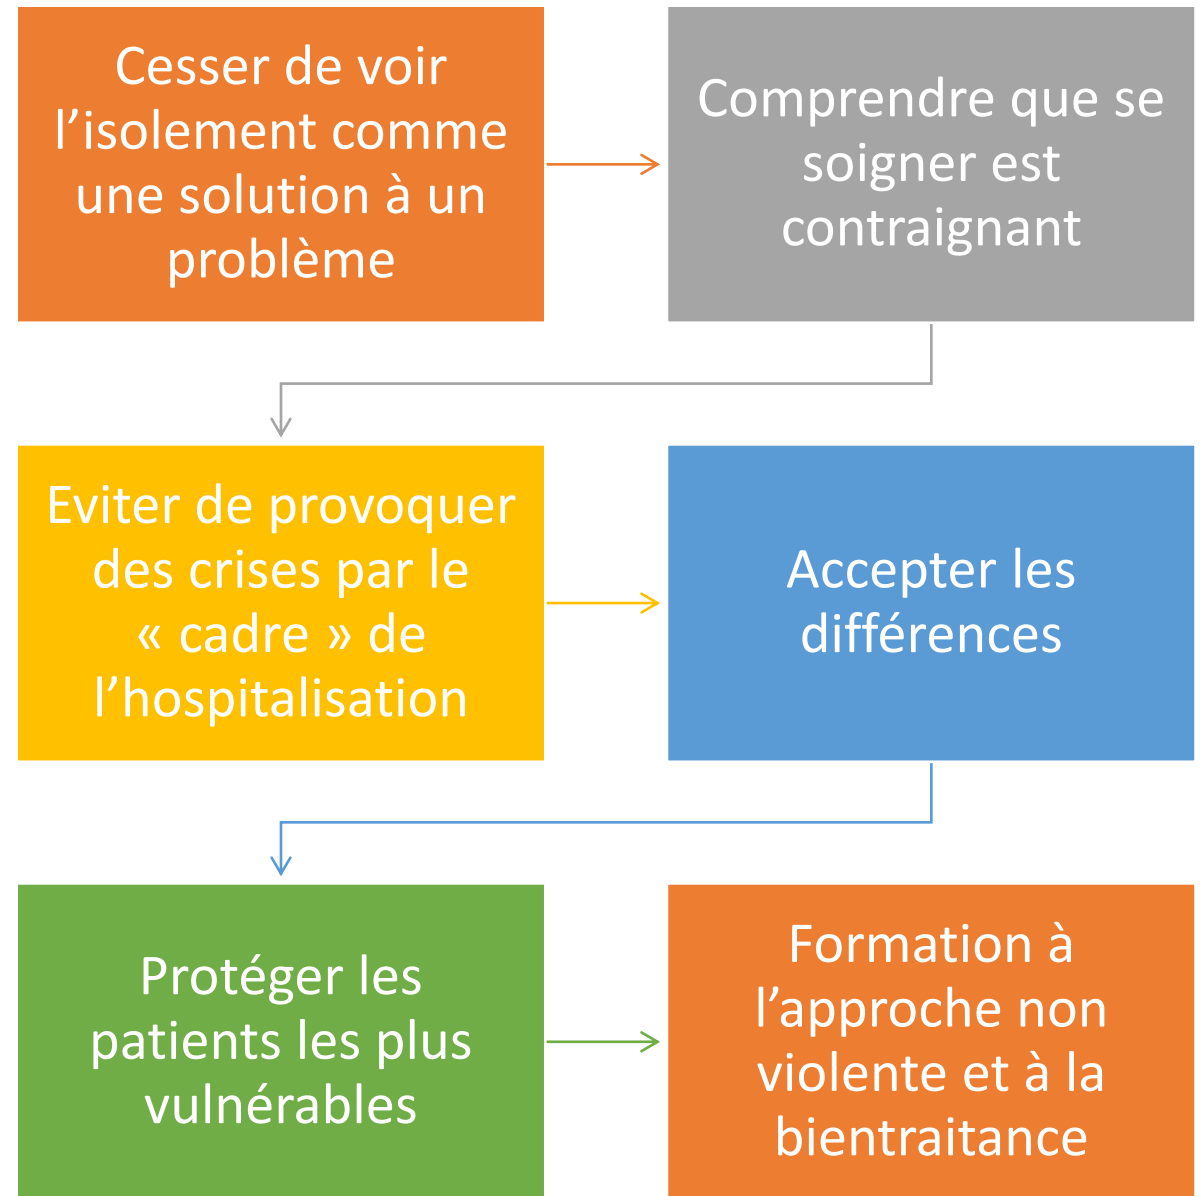 Cesser de voir
l’isolement comme
une solution à un
problème
Comprendre que se
soigner est
contraignant
Eviter de provoquer
des crises par le
« cadre » de
l’hospitalisation
Accepter les
différences
Protéger les
patients les plus
vulnérables
Formation à
l’approche non
violente et à la
bientraitance